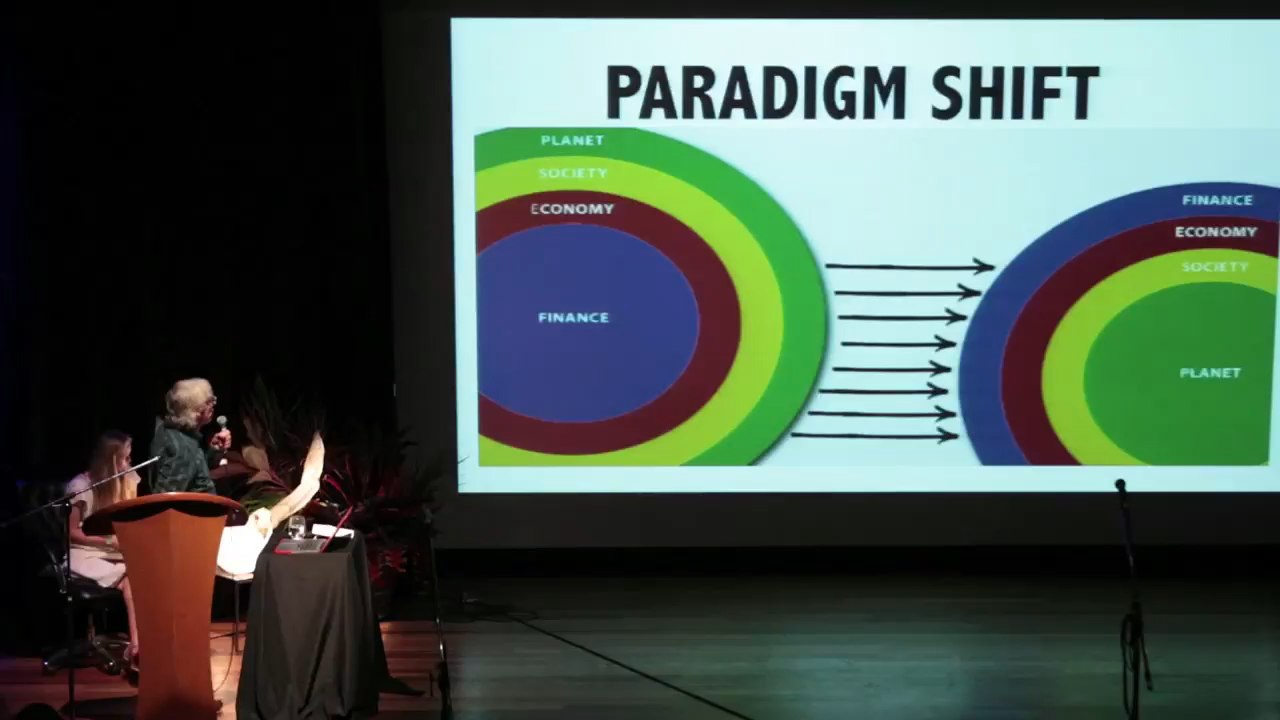 PARADIGM SHIFT
PLANET
SOCIETY
ECONOMY
FINANCE
FINANCE
ECONOMY
SOCIETY
PLANET